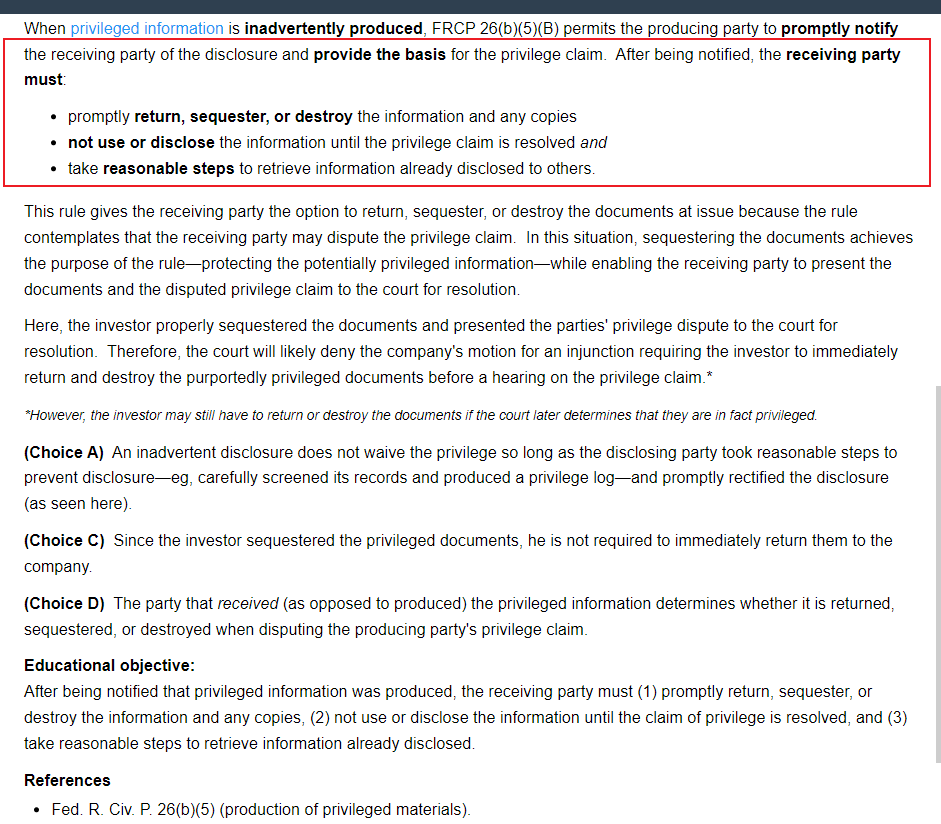 When privileged information is inadvertently produced, FRCP 26(b)(5)(B) permits the producing party to promptly notify
the receiving party of the disclosure and provide the basis for the privilege claim.  After being notified, the receiving party
must:
• promptly return, sequester, or destroy the information and any copies
• not use or disclose the information until the privilege claim is resolved and
• take reasonable steps to retrieve information already disclosed to others.
This rule gives the receiving party the option to return, sequester, or destroy the documents at issue because the rule
contemplates that the receiving party may dispute the privilege claim.  In this situation, sequestering the documents achieves
the purpose of the rule—protecting the potentially privileged information—while enabling the receiving party to present the
documents and the disputed privilege claim to the court for resolution.
Here, the investor properly sequestered the documents and presented the parties' privilege dispute to the court for
resolution.  Therefore, the court will likely deny the company's motion for an injunction requiring the investor to immediately
return and destroy the purportedly privileged documents before a hearing on the privilege claim.*
*However, the investor may still have to return or destroy the documents if the court later determines that they are in fact privileged.
(Choice A)  An inadvertent disclosure does not waive the privilege so long as the disclosing party took reasonable steps to
prevent disclosure—eg, carefully screened its records and produced a privilege log—and promptly rectified the disclosure
(as seen here).
(Choice C)  Since the investor sequestered the privileged documents, he is not required to immediately return them to the
company.
(Choice D)  The party that received (as opposed to produced) the privileged information determines whether it is returned,
sequestered, or destroyed when disputing the producing party's privilege claim.
Educational objective:
After being notified that privileged information was produced, the receiving party must (1) promptly return, sequester, or
destroy the information and any copies, (2) not use or disclose the information until the claim of privilege is resolved, and (3)
take reasonable steps to retrieve information already disclosed.
References
• Fed. R. Civ. P. 26(b)(5) (production of privileged materials).